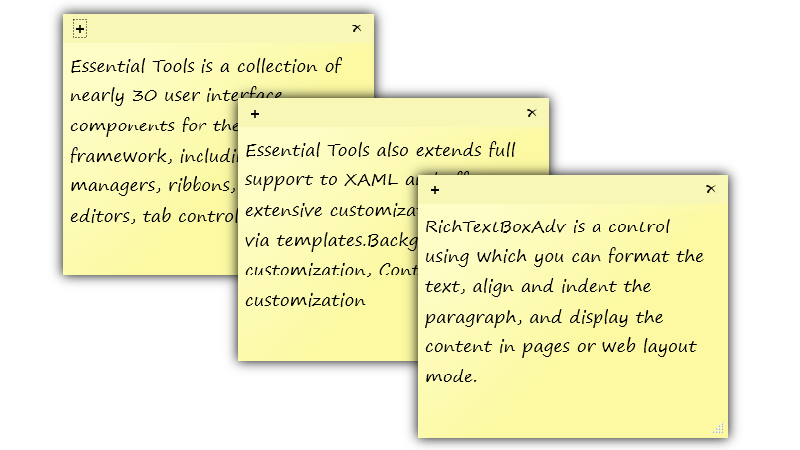 Essential Tools is a collection of
nearly 30 user interface
components for the
framework, includi
managers, ribbons,
editors, tab control
Essential Tools also extends full
support to XAML and
extensive customiza
via templates.Backg
customization, Cont
customization
RichTextBoxAdv is a control
using which you can format the
text, align and indent the
paragraph, and display the
content in pages or web layout
mode.